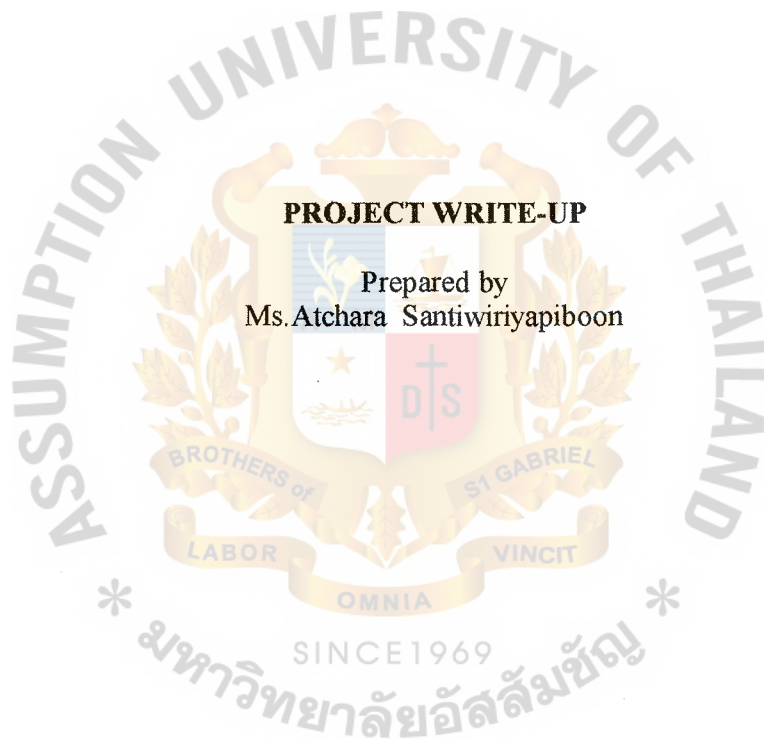 ASSUMPTION UNIVERSITY OF THAILAND
PROJECT WRITE-UP
Prepared by
Ms.Atchara Santiwiriyapiboon
D S
BROTHERS of S1 GABRIEL
LABOR OMNIA VINCIT
* SINCE1969 *
มหาวิทยาลัยอัสสัมชัญ